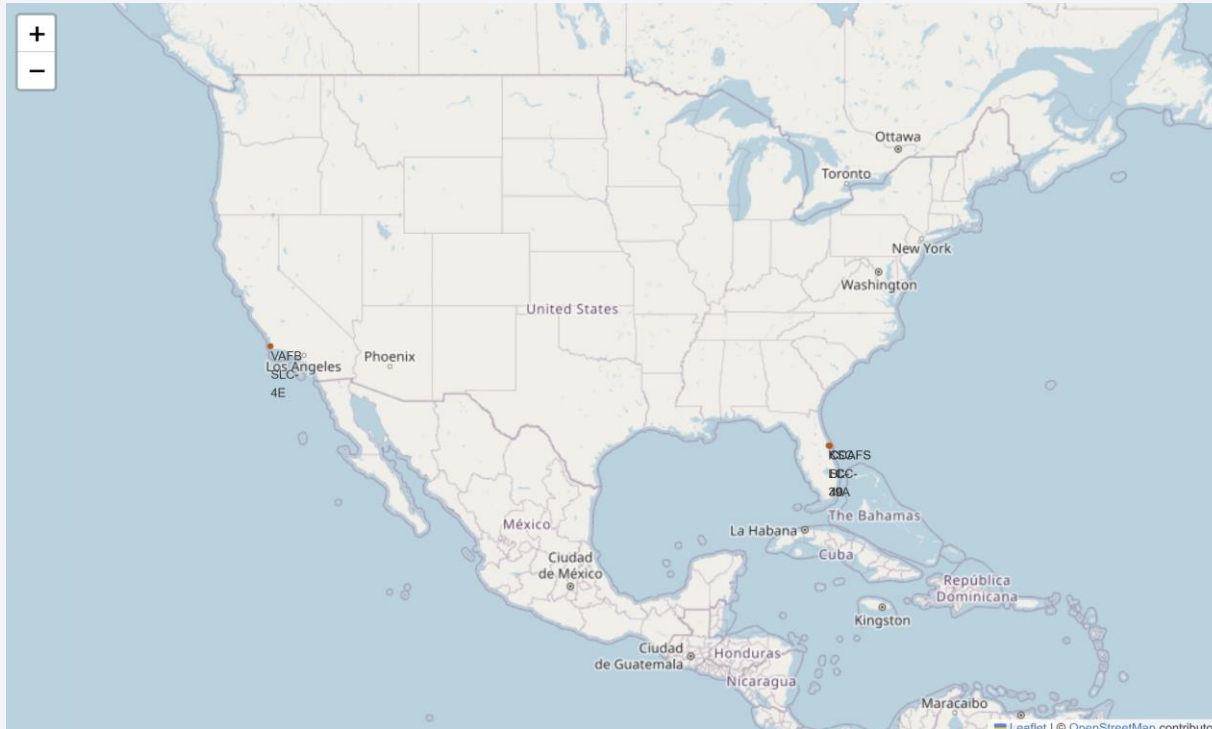 +
−
Ottawa
Toronto
New York
Washington
United States
VAFB
SLC-
4E
Los Angeles
Phoenix
The Bahamas
La Habana
México
Cuba
Ciudad
de México
República
Dominicana
Kingston
Ciudad
de Guatemala
Honduras
Nicaragua
Maracaibo
Leaflet | © OpenStreetMap contributo